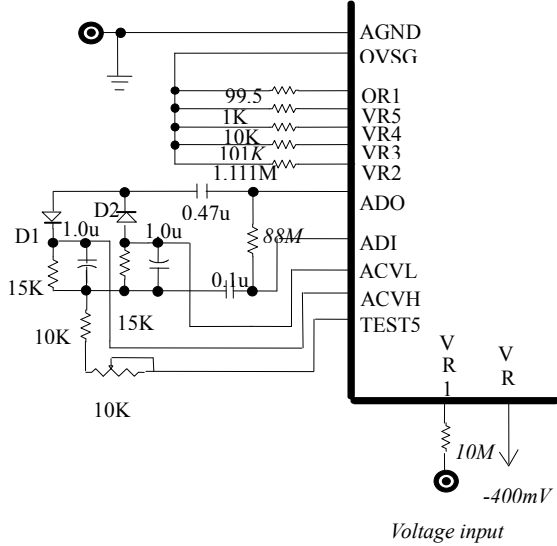 AGND
OVSG
99.5
OR1
1K
VR5
10K
VR4
101K
VR3
1.111M
VR2
ADO
0.47u
D2
D1
1.0u
1.0u
88M
ADI
0.1u
ACVL
15K
ACVH
15K
TEST5
10K
10K
V
R
1
V
R
10M
-400mV
Voltage input